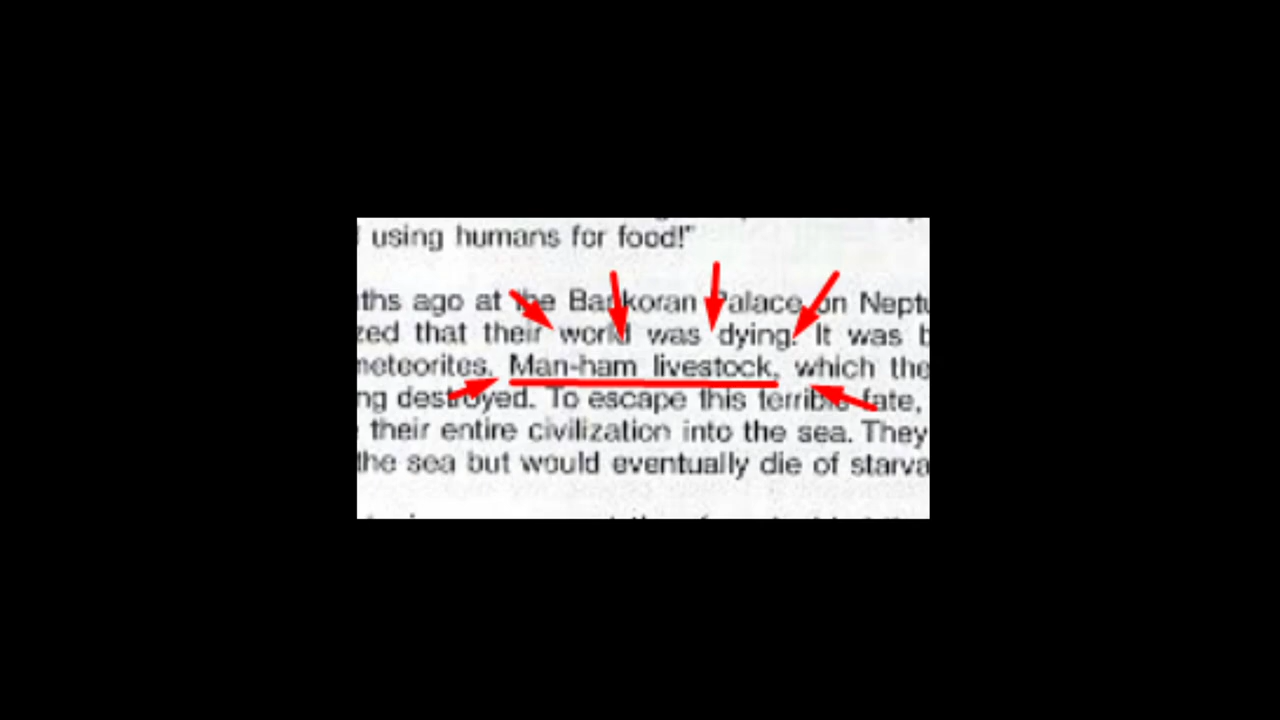 using humans for food!"
ths ago at the Bankoran Palace on Neptu
zed that their world was dying. It was b
meteorites. Man-ham livestock, which the
ng destroyed. To escape this terrible fate,
their entire civilization into the sea. They
the sea but would eventually die of starva